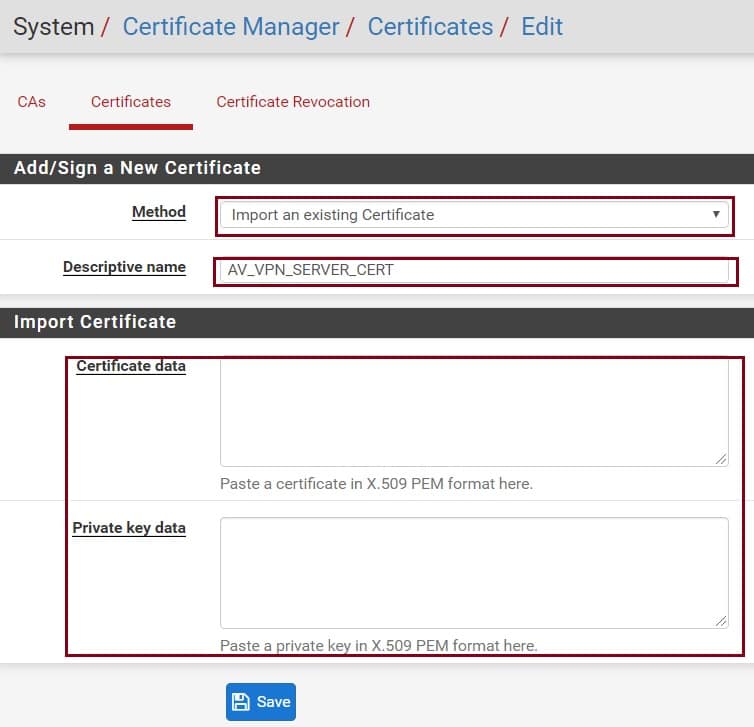 System / Certificate Manager / Certificates / Edit
CAs Certificates Certificate Revocation
Add/Sign a New Certificate
Method Import an existing Certificate
Descriptive name AV_VPN_SERVER_CERT
Import Certificate
Certificate data
Paste a certificate in X.509 PEM format here.
Private key data
Paste a private key in X.509 PEM format here.
Save